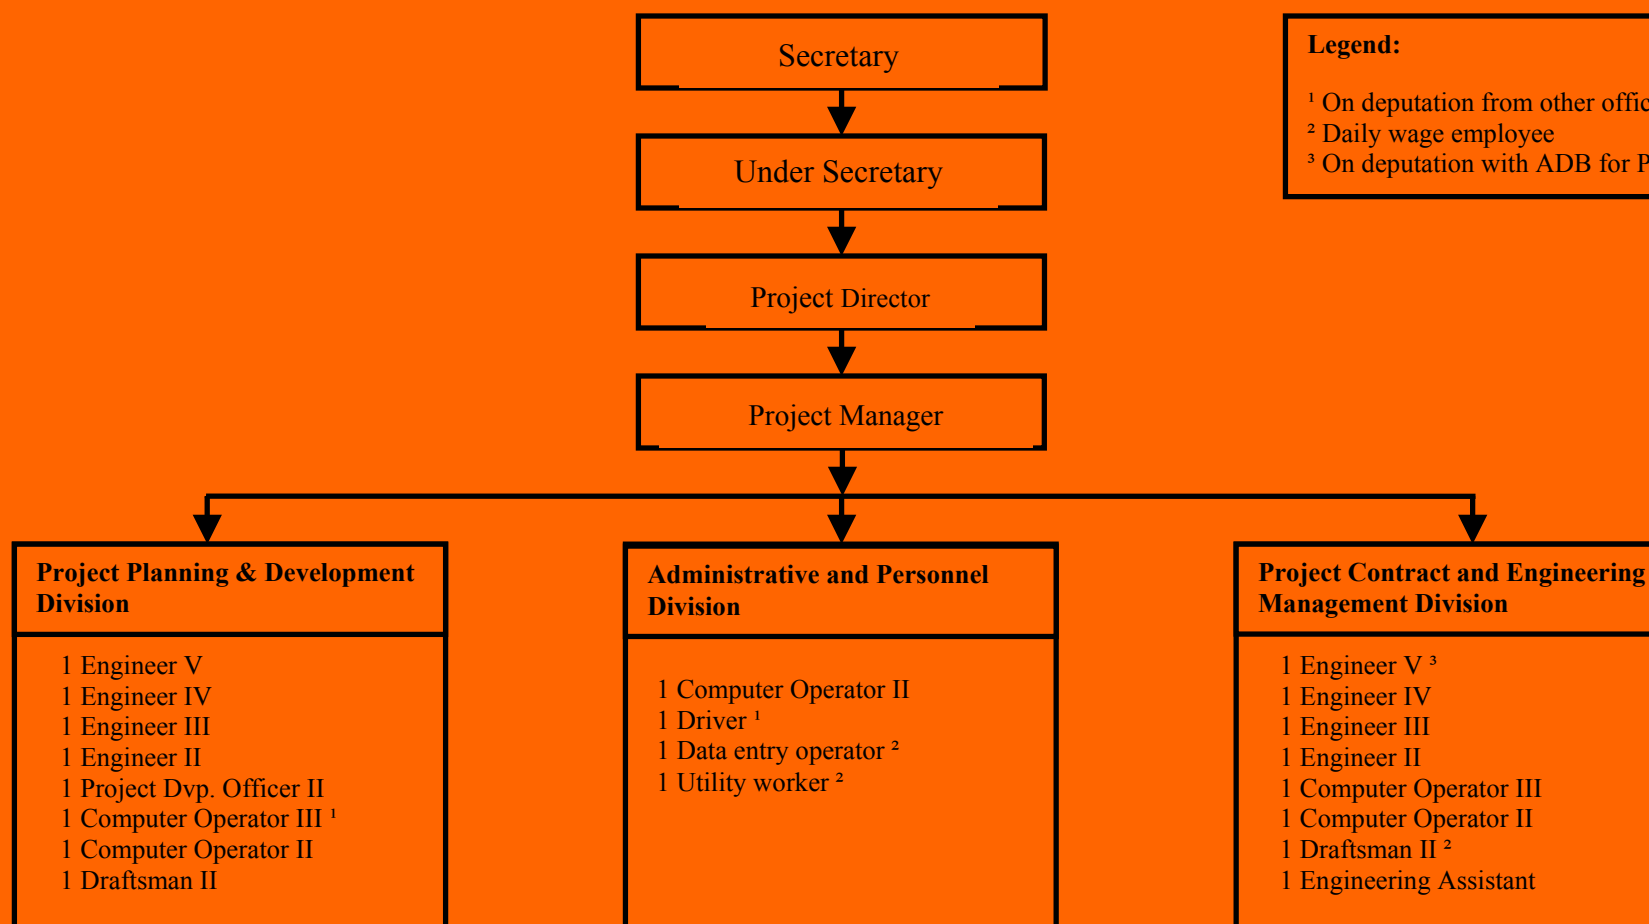 Secretary
Legend:
¹ On deputation from other
² Daily wage employee
³ On deputation with ADB for
Under Secretary
Project Director
Project Manager
Project Planning & Development
Division
1 Engineer V
1 Engineer IV
1 Engineer III
1 Engineer II
1 Project Dvp. Officer II
1 Computer Operator III ¹
1 Computer Operator II
1 Draftsman II
Administrative and Personnel
Division
1 Computer Operator II
1 Driver ¹
1 Data entry operator ²
1 Utility worker ²
Project Contract and Engineering
Management Division
1 Engineer V ³
1 Engineer IV
1 Engineer III
1 Engineer II
1 Computer Operator III
1 Computer Operator II
1 Draftsman II ²
1 Engineering Assistant